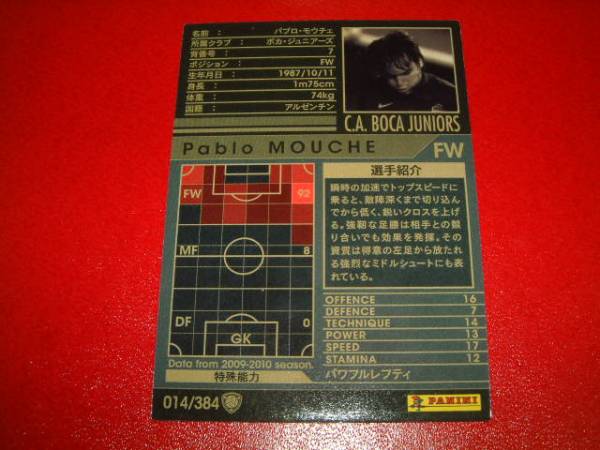 名前 : パブロ・モウチェ
所属クラブ : ボカ・ジュニアーズ
背番号 : 7
ポジション : FW
生年月日 : 1987/10/11
身長 : 1m75cm
体重 : 74kg
国籍 : アルゼンチン
C.A. BOCA JUNIORS
Pablo MOUCHE FW
FW 92
MF 8
DF 0
GK
Data from 2009-2010 season.
選手紹介
瞬時の加速でトップスピードに
乗ると、敵陣深くまで切り込ん
でから低く、鋭いクロスを上げ
る。強靭な足腰は相手との競
り合いでも効果を発揮。その
資質は得意の左足から放たれ
る強烈なミドルシュートにも表
れている。
OFFENCE 16
DEFENCE 7
TECHNIQUE 14
POWER 13
SPEED 17
STAMINA 12
特殊能力 パワフルレフティ
014/384
PANINI